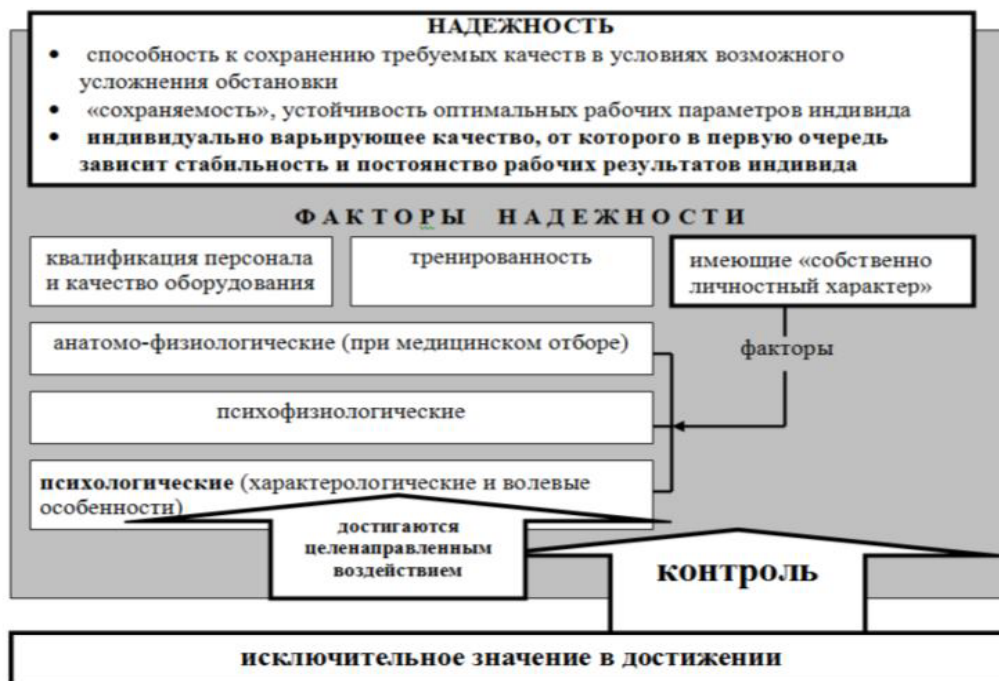 НАДЕЖНОСТЬ
• способность к сохранению требуемых качеств в условиях возможного
усложнения обстановки
• «сохраняемость», устойчивость оптимальных рабочих параметров индивида
• индивидуально варьирующее качество, от которого в первую очередь
зависит стабильность и постоянство рабочих результатов индивида
ФАКТОРЫ НАДЕЖНОСТИ
квалификация персонала
и качество оборудования
тренированность
имеющие «собственно
личностный характер»
анатомо-физиологические (при медицинском отборе)
факторы
психофизиологические
психологические (характерологические и волевые
особенности)
достигаются
целенаправленным
воздействием
контроль
исключительное значение в достижении